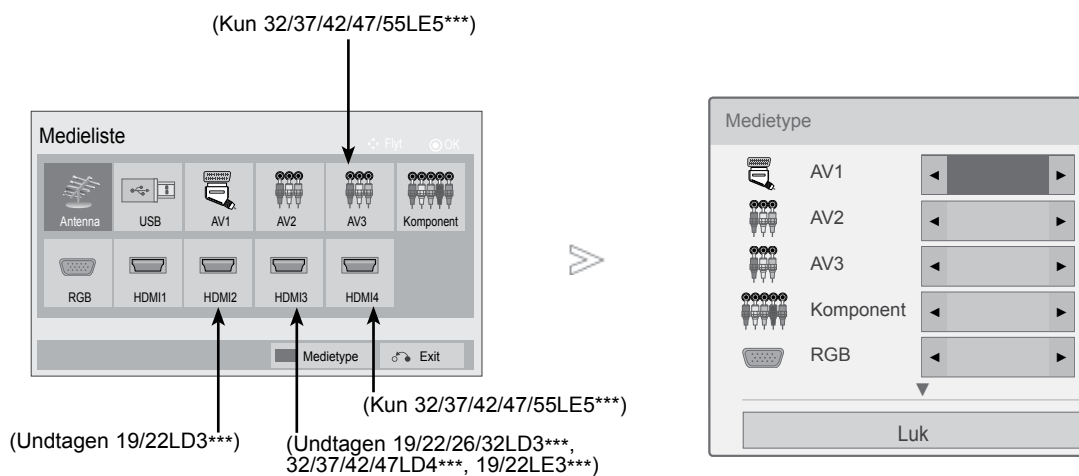 (Kun 32/37/42/47/55LE5***)
Medieliste
Flyt
OK
Antenna
USB
AV1
AV2
AV3
Komponent
RGB
HDMI1
HDMI2
HDMI3
HDMI4
Medietype
Exit
(Kun 32/37/42/47/55LE5***)
(Undtagen 19/22LD3***)
(Undtagen 19/22/26/32LD3***,
32/37/42/47LD4***, 19/22LE3***)
Medietype
AV1
AV2
AV3
Komponent
RGB
Luk